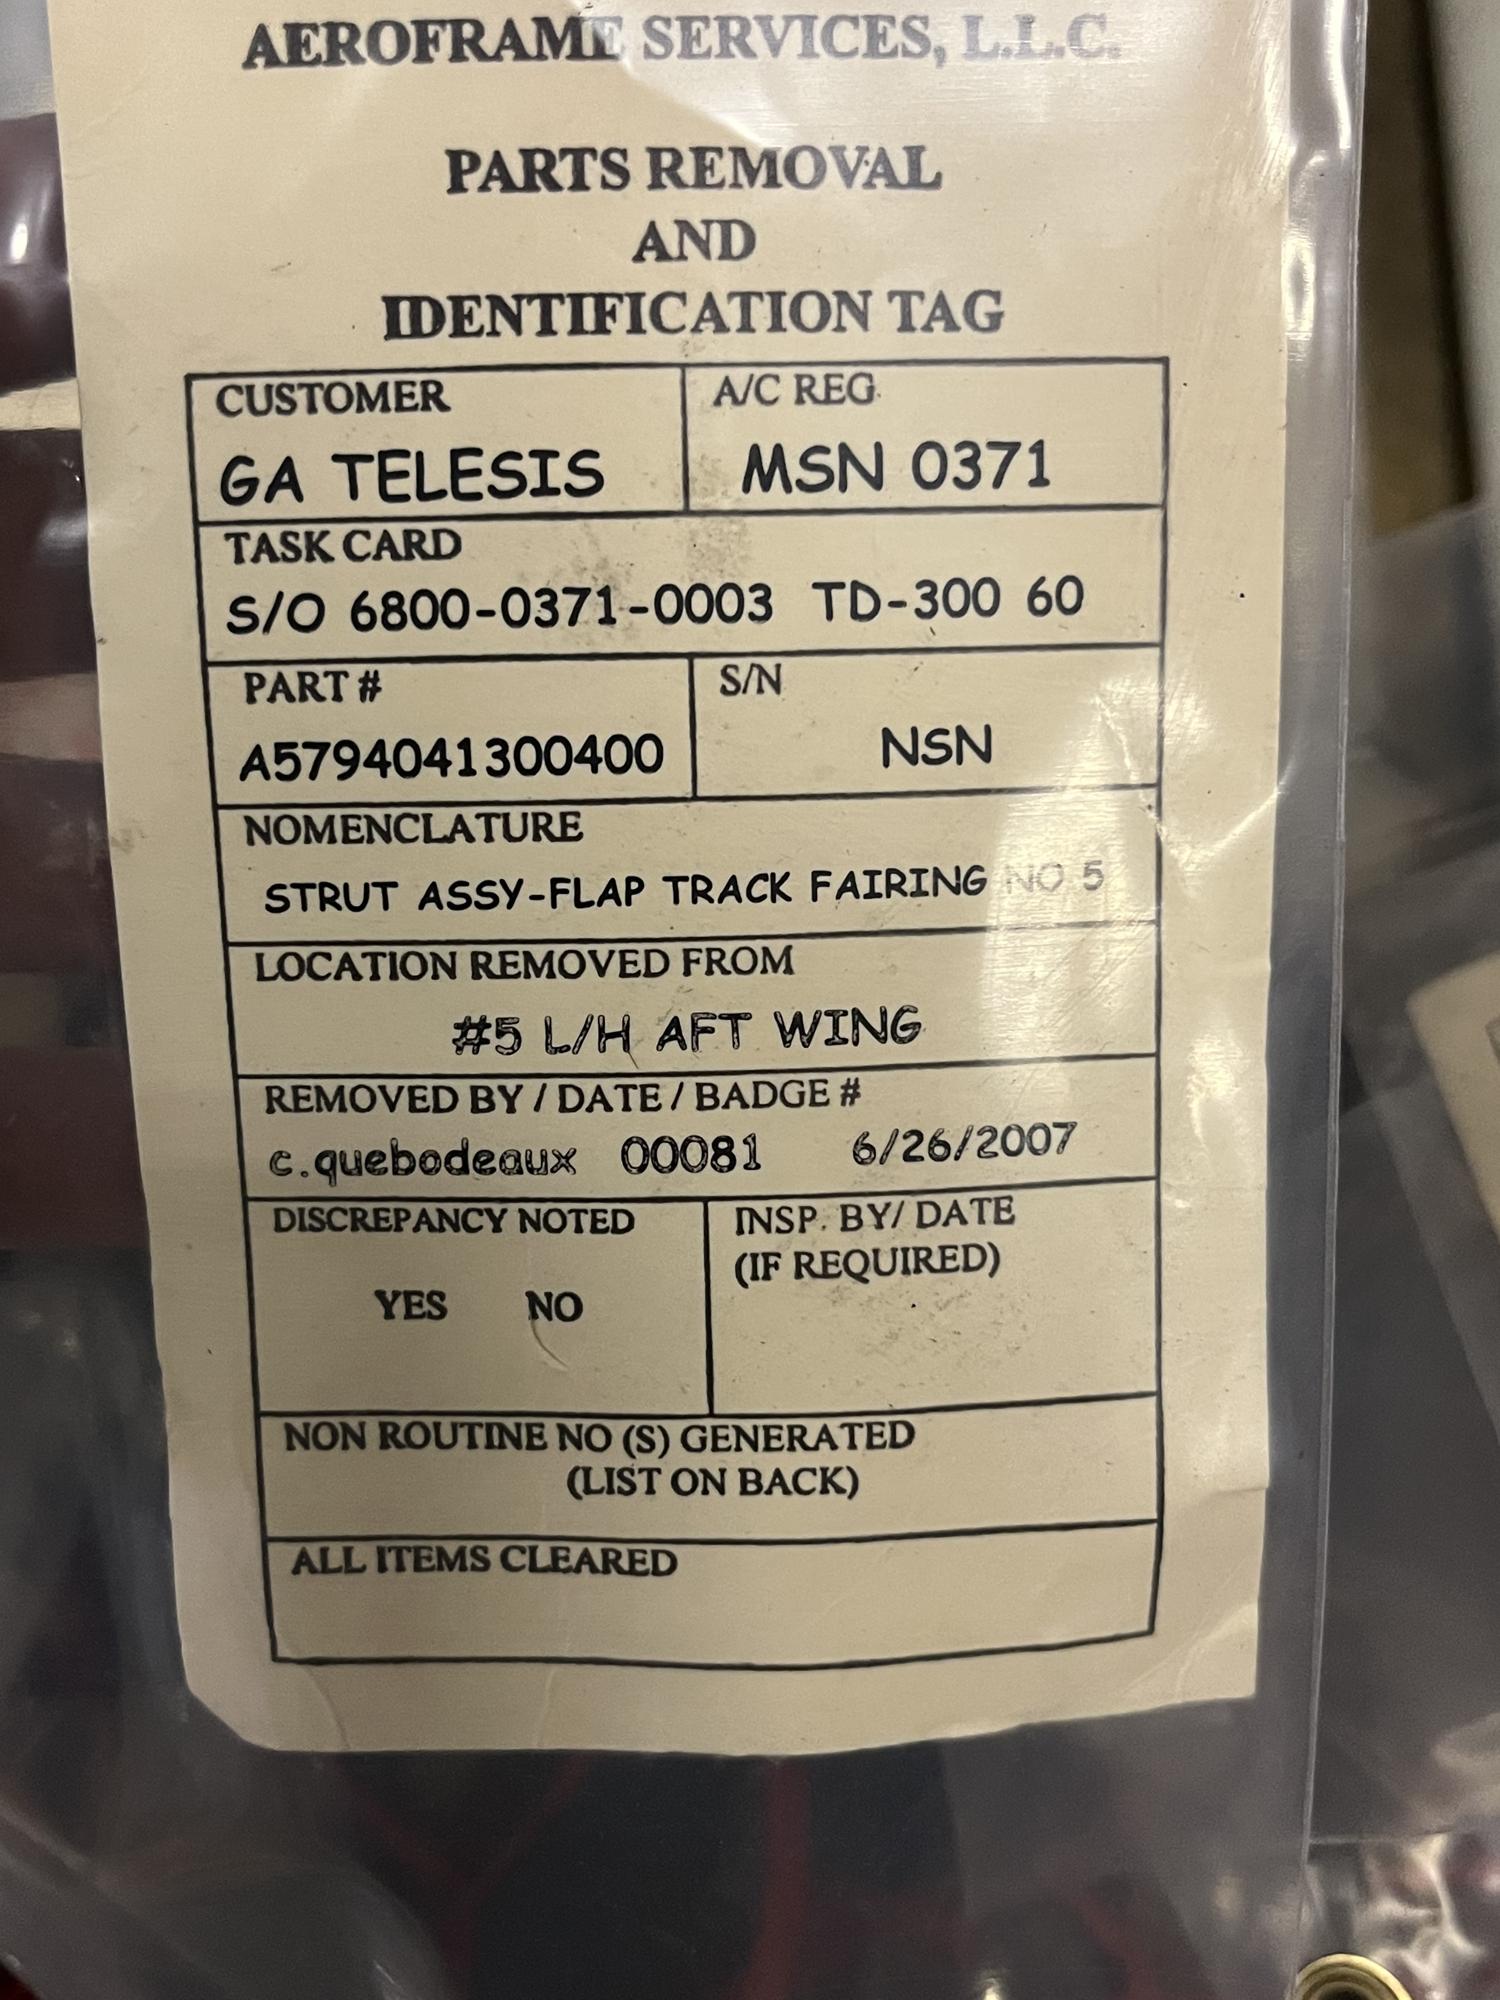 AEROFRAME SERVICES, L.L.C.
PARTS REMOVAL
AND
IDENTIFICATION TAG
CUSTOMER
GA TELESIS
A/C REG
MSN 0371
TASK CARD
S/O 6800-0371-0003 TD-300 60
PART #
A5794041300400
S/N
NSN
NOMENCLATURE
STRUT ASSY-FLAP TRACK FAIRING NO 5
LOCATION REMOVED FROM
#5 L/H AFT WING
REMOVED BY / DATE / BADGE #
c.quebodeaux 00081 6/26/2007
DISCREPANCY NOTED
YES NO
INSP. BY/ DATE
(IF REQUIRED)
NON ROUTINE NO (S) GENERATED
(LIST ON BACK)
ALL ITEMS CLEARED